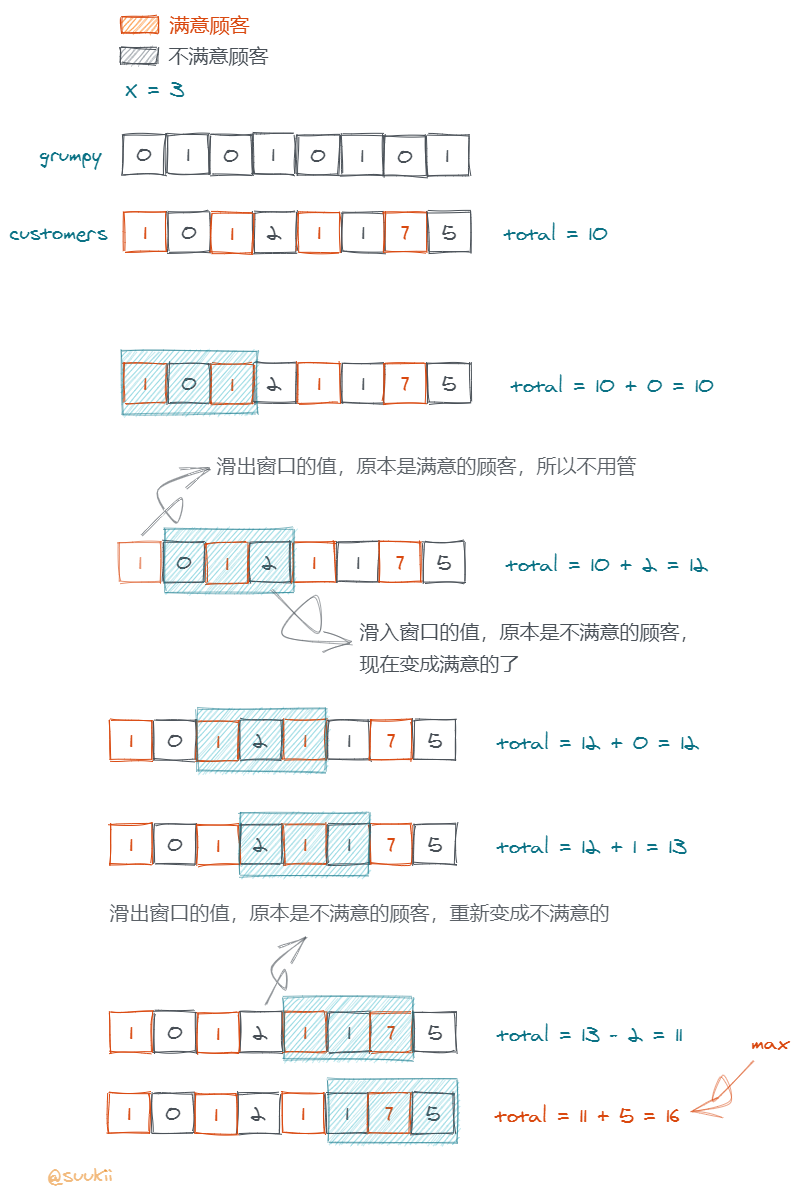 满意顾客
不满意顾客
x = 3
grumpy 0 1 0 1 0 1 0 1
customers 1 0 1 2 1 1 7 5 total = 10
1 0 1 2 1 1 7 5 total = 10 + 0 = 10
滑出窗口的值，原本是满意的顾客，所以不用管
1 0 1 2 1 1 7 5 total = 10 + 2 = 12
滑入窗口的值，原本是不满意的顾客，
现在变成满意的了
1 0 1 2 1 1 7 5 total = 12 + 0 = 12
1 0 1 2 1 1 7 5 total = 12 + 1 = 13
滑出窗口的值，原本是不满意的顾客，重新变成不满意的
1 0 1 2 1 1 7 5 total = 13 - 2 = 11
max
1 0 1 2 1 1 7 5 total = 11 + 5 = 16
@suukii